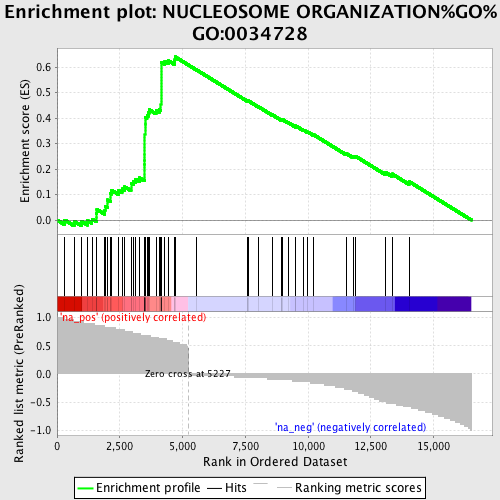 Enrichment plot: NUCLEOSOME ORGANIZATION%GO%
GO:0034728
Enrichment score (ES)
0.6
0.5
0.4
0.3
0.2
0.1
0.0
Ranked list metric (PreRanked)
1.0
0.5
0.0
-0.5
-1.0
'na_pos' (positively correlated)
Zero cross at 5227
'na_neg' (negatively correlated)
0
2,500
5,000
7,500
10,000
12,500
15,000
Rank in Ordered Dataset
Enrichment profile
Hits
Ranking metric scores